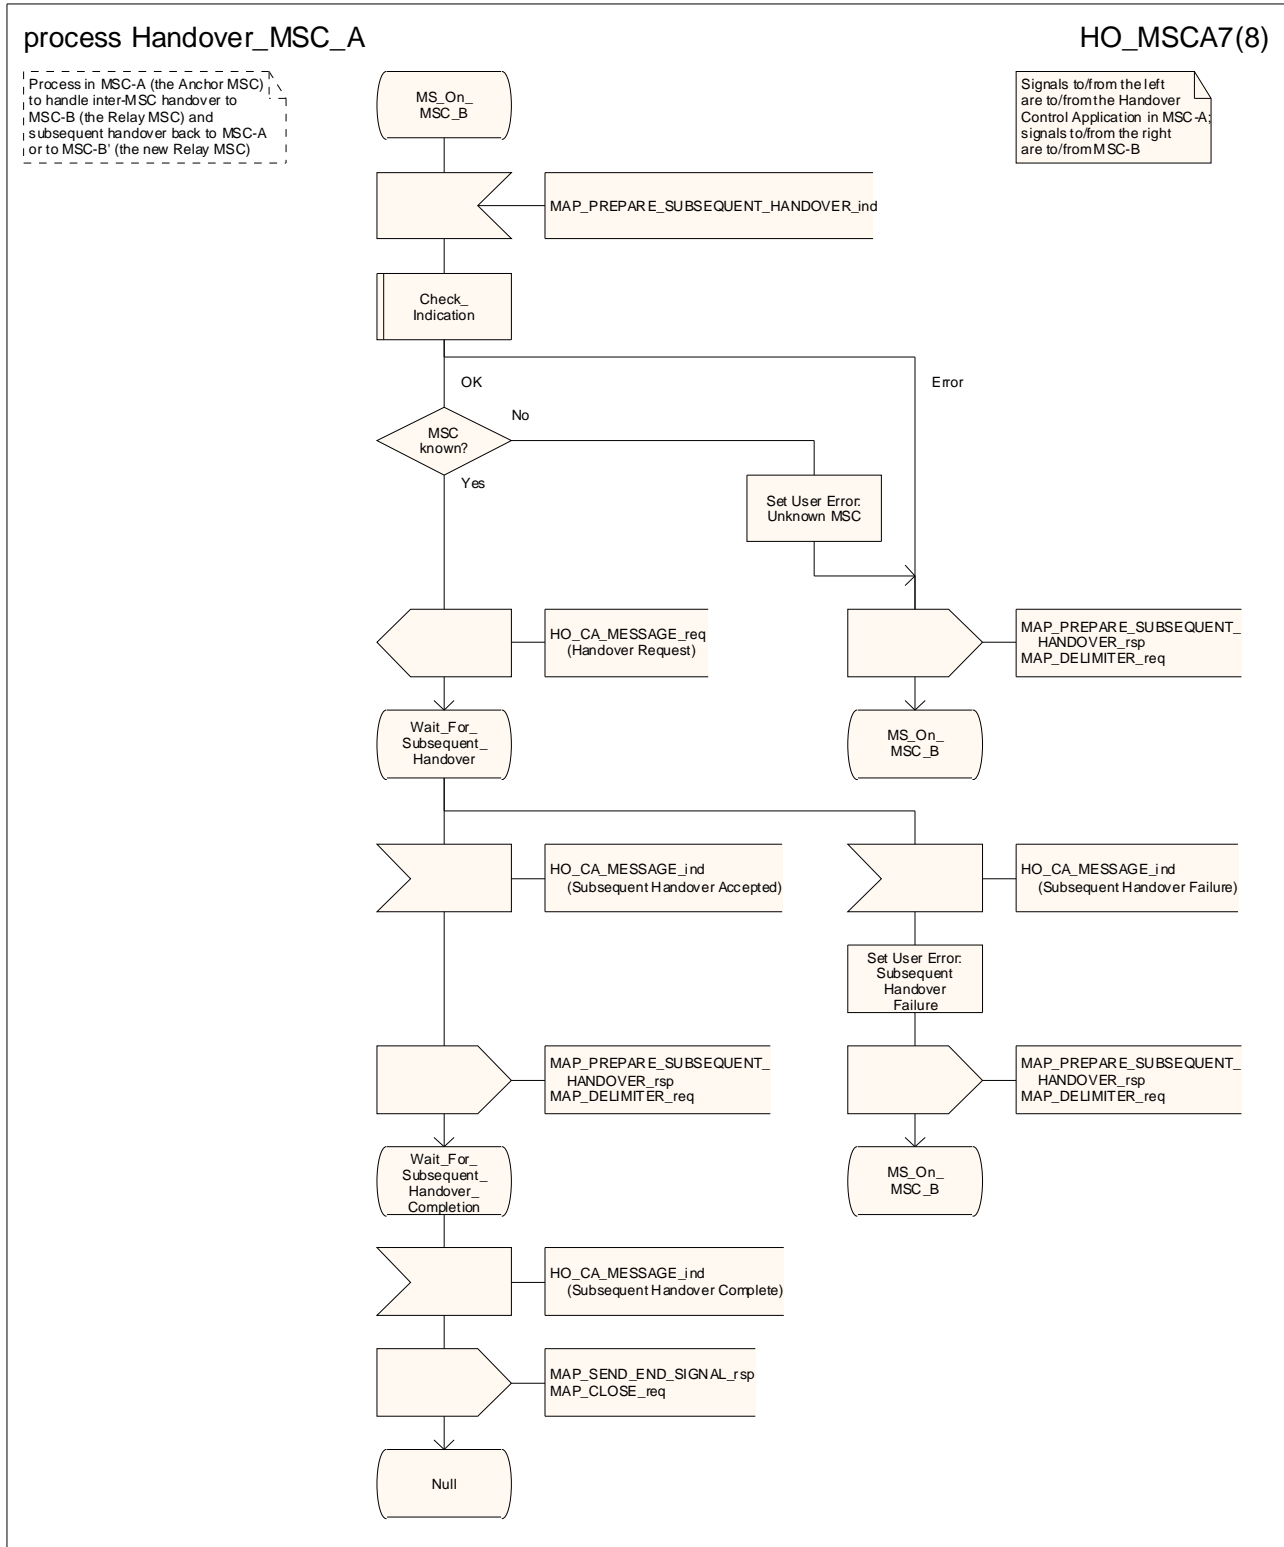 process Handover_MSC_A
HO_MSCA7(8)
Process in MSC-A (the Anchor MSC)
to handle inter-MSC handover to
MSC-B (the Relay MSC) and
subsequent handover back to MSC-A
or to MSC-B' (the new Relay MSC)
MS_On_
MSC_B
Signals to/from the left
are to/from the Handover
Control Application in MSC-A;
signals to/from the right
are to/from MSC-B
MAP_PREPARE_SUBSEQUENT_HANDOVER_ind
Check_
Indication
OK
Error
MSC
known?
No
Yes
Set User Error:
Unknown MSC
HO_CA_MESSAGE_req
(Handover Request)
MAP_PREPARE_SUBSEQUENT_
HANDOVER_rsp
MAP_DELIMITER_req
Wait_For_
Subsequent_
Handover
MS_On_
MSC_B
HO_CA_MESSAGE_ind
(Subsequent Handover Accepted)
HO_CA_MESSAGE_ind
(Subsequent Handover Failure)
Set User Error:
Subsequent
Handover
Failure
MAP_PREPARE_SUBSEQUENT_
HANDOVER_rsp
MAP_DELIMITER_req
MAP_PREPARE_SUBSEQUENT_
HANDOVER_rsp
MAP_DELIMITER_req
Wait_For_
Subsequent_
Handover_
Completion
MS_On_
MSC_B
HO_CA_MESSAGE_ind
(Subsequent Handover Complete)
MAP_SEND_END_SIGNAL_rsp
MAP_CLOSE_req
Null